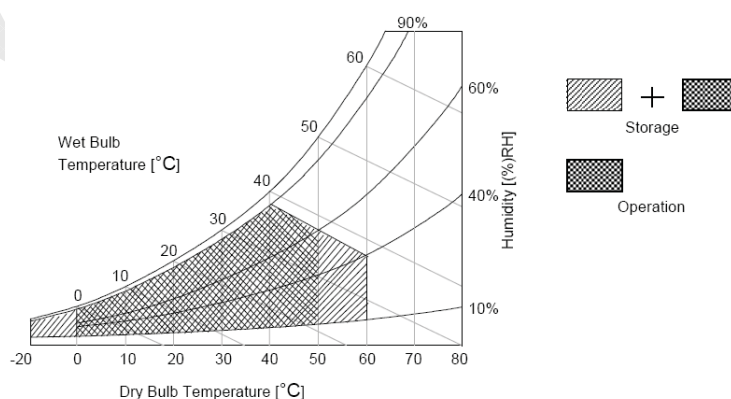 90%
60
60%
50
Wet Bulb
Temperature [°C]
40
40%
30
20
10
0
10%
Humidity [(%)RH]
-20 0 10 20 30 40 50 60 70 80
Dry Bulb Temperature [°C]
+
Storage
Operation